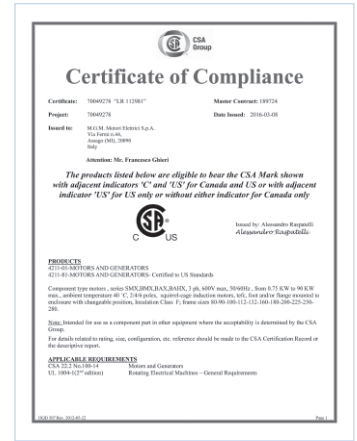 CSA
Group
Certificate of Compliance
Certificate: 70049278 "LR 112981" Master Contract: 189724
Project: 70049278 Date Issued: 2016-03-08
Issued to: M.G.M. Motori Elettrici S.p.A.
Via Fermi
Assago (MI), 20090
Italy
Attention: Mr. Francesco Ghieri
The products listed below are eligible to bear the CSA Mark shown
with adjacent indicators 'C' and 'US' for Canada and US or with adjacent
indicator 'US' for US only or without either indicator for Canada only
C US
Issued by: Alessandro Raspatelli
Alessandro Raspatelli
PRODUCTS
4211-01-MOTORS AND GENERATORS
4211-81-MOTORS AND GENERATORS- Certified to US Standards
Component type motors , series SMX,BMX,BAX,BAHX, 3 ph, 600V max, 50/60Hz , from 0.75 KW to 90 KW
max., ambient temperature 40 °C, 2/4/6 poles, squirrel-cage induction motors, tefc, foot and/or flange mounted in
enclosure with changeable position, Insulation Class F; frame sizes 80-90-100-112-132-160-180-200-225-250-
280.
Note: Intended for use as a component part in other equipment where the acceptability is determined by the CSA
Group.
For details related to rating, size, configuration, etc. reference should be made to the CSA Certification Record or
the descriptive report.
APPLICABLE REQUIREMENTS
CSA 22.2 No.100-14 Motors and Generators
UL 1004-1(2nd edition) Rotating Electrical Machines – General Requirements
DQD 507 Rev. 2012-05-22 Page 1